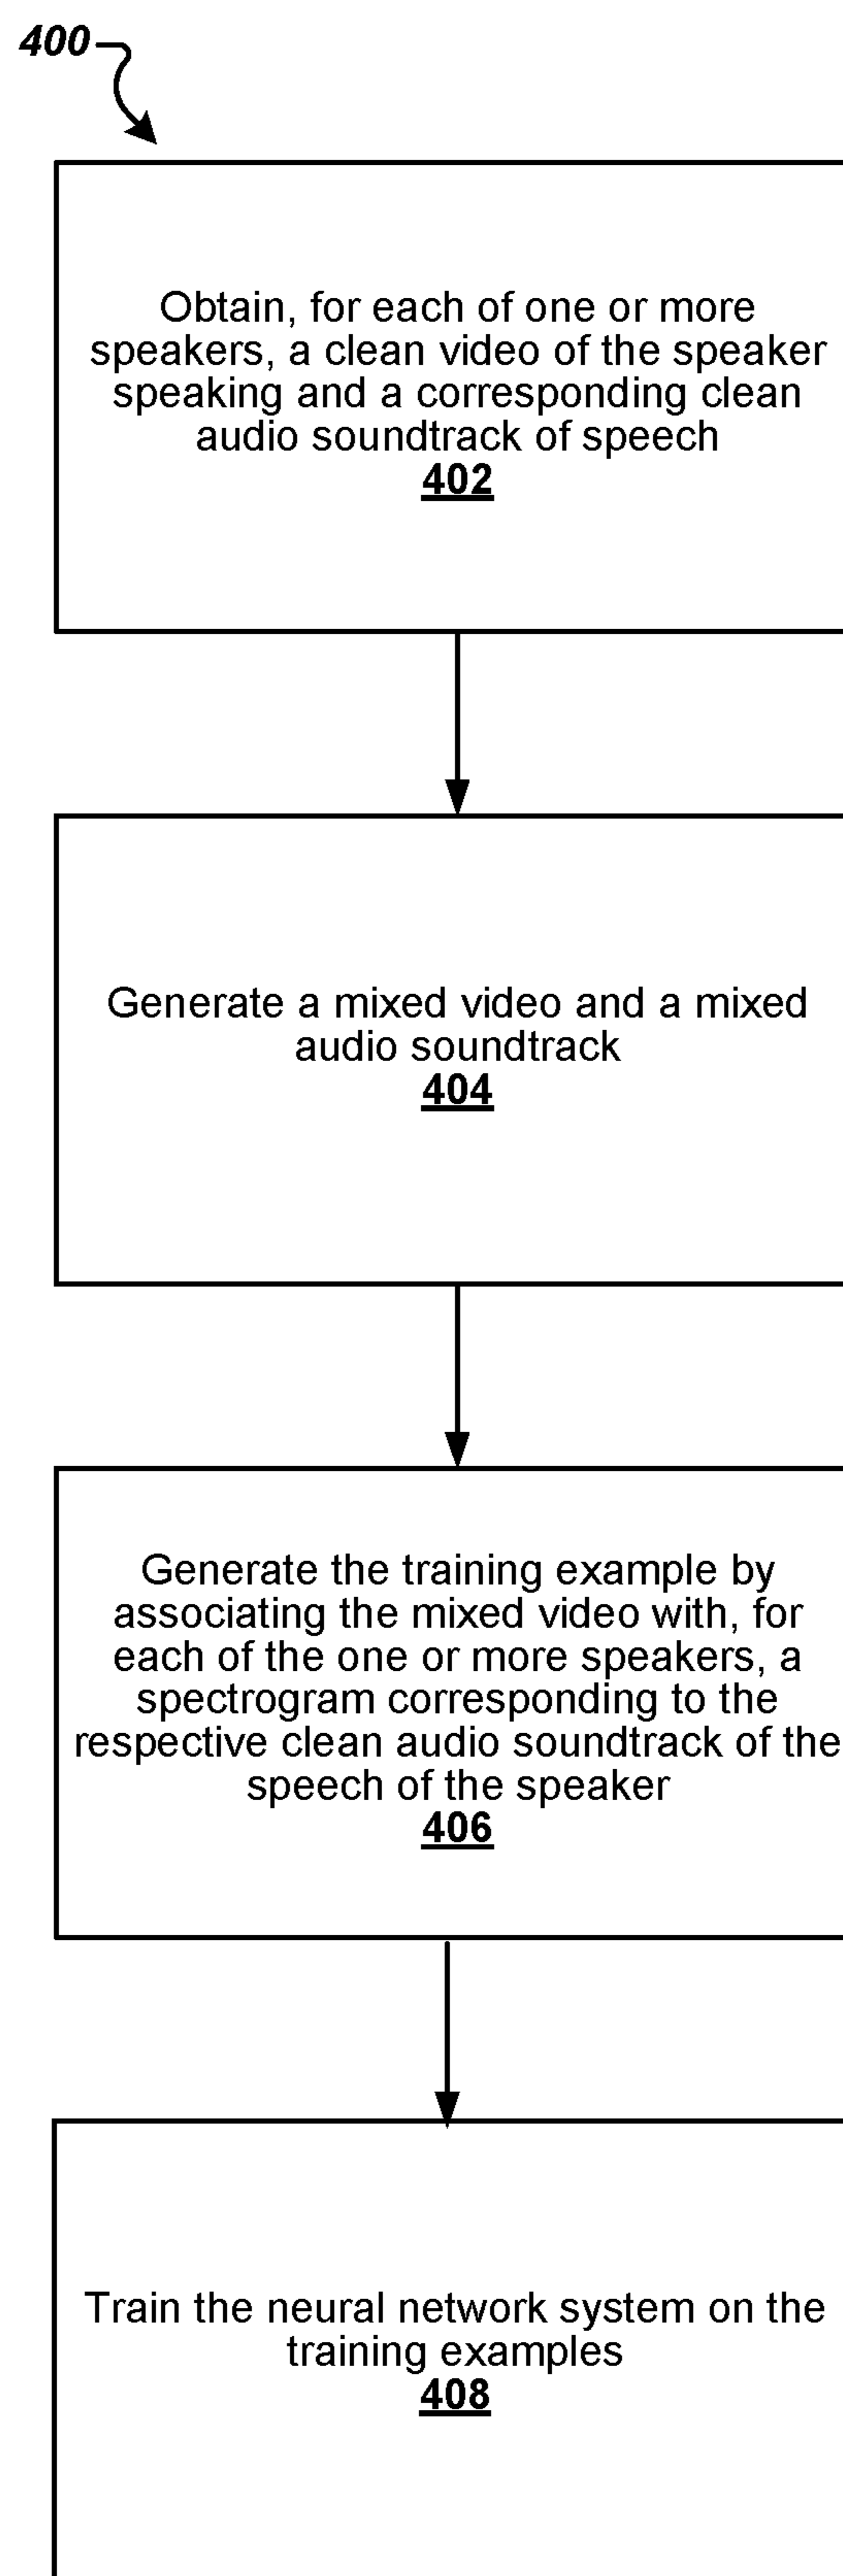 400
Obtain, for each of one or more
speakers, a clean video of the speaker
speaking and a corresponding clean
audio soundtrack of speech
402
Generate a mixed video and a mixed
audio soundtrack
404
Generate the training example by
associating the mixed video with, for
each of the one or more speakers, a
spectrogram corresponding to the
respective clean audio soundtrack of the
speech of the speaker
406
Train the neural network system on the
training examples
408